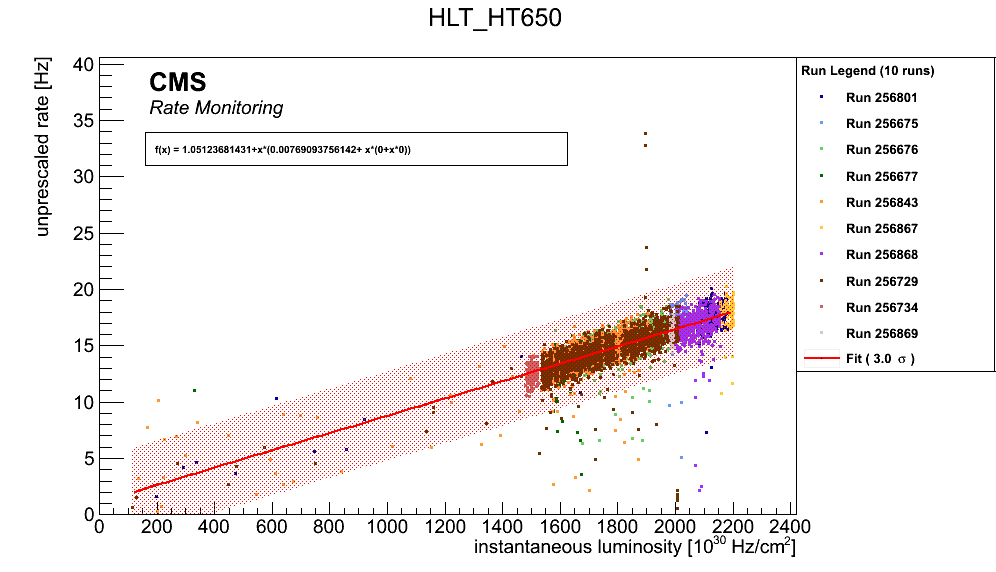 HLT_HT650
unprescaled rate [Hz]
40
35
30
25
20
15
10
5
0
CMS
Rate Monitoring
f(x) = 1.05123681431+x*(0.00769093756142+ x*(0+x*0))
0 200 400 600 800 1000 1200 1400 1600 1800 2000 2200 2400
instantaneous luminosity [10^30 Hz/cm^2]
Run Legend (10 runs)
Run 256801
Run 256675
Run 256676
Run 256677
Run 256843
Run 256867
Run 256868
Run 256729
Run 256734
Run 256869
Fit ( 3.0 σ )